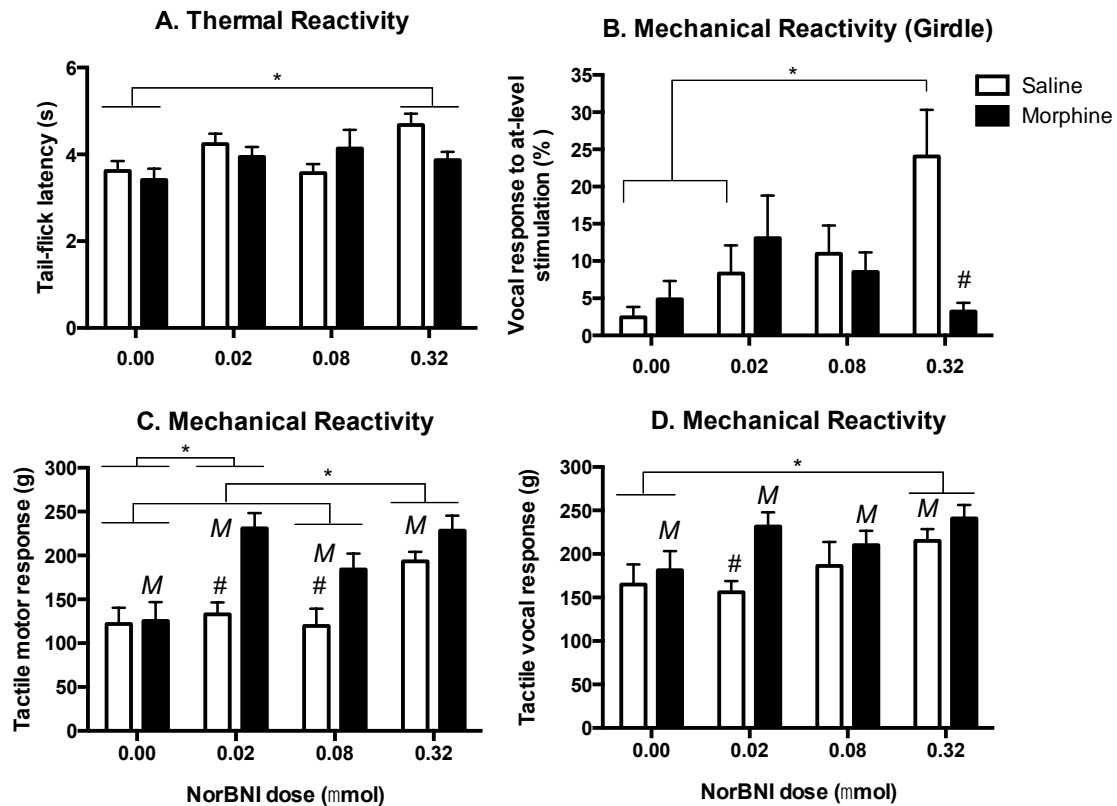 A. Thermal Reactivity
Tail-flick latency (s)
6
4
2
0
*
0.00 0.02 0.08 0.32
B. Mechanical Reactivity (Girdle)
Vocal response to at-level
stimulation (%)
35
30
25
20
15
10
5
0
*
#
0.00 0.02 0.08 0.32
Saline
Morphine
C. Mechanical Reactivity
Tactile motor response (g)
300
250
200
150
100
50
0
*
*
M M M M
# #
0.00 0.02 0.08 0.32
NorBNI dose (mmol)
D. Mechanical Reactivity
Tactile vocal response (g)
300
250
200
150
100
50
0
*
M M M M
#
0.00 0.02 0.08 0.32
NorBNI dose (mmol)